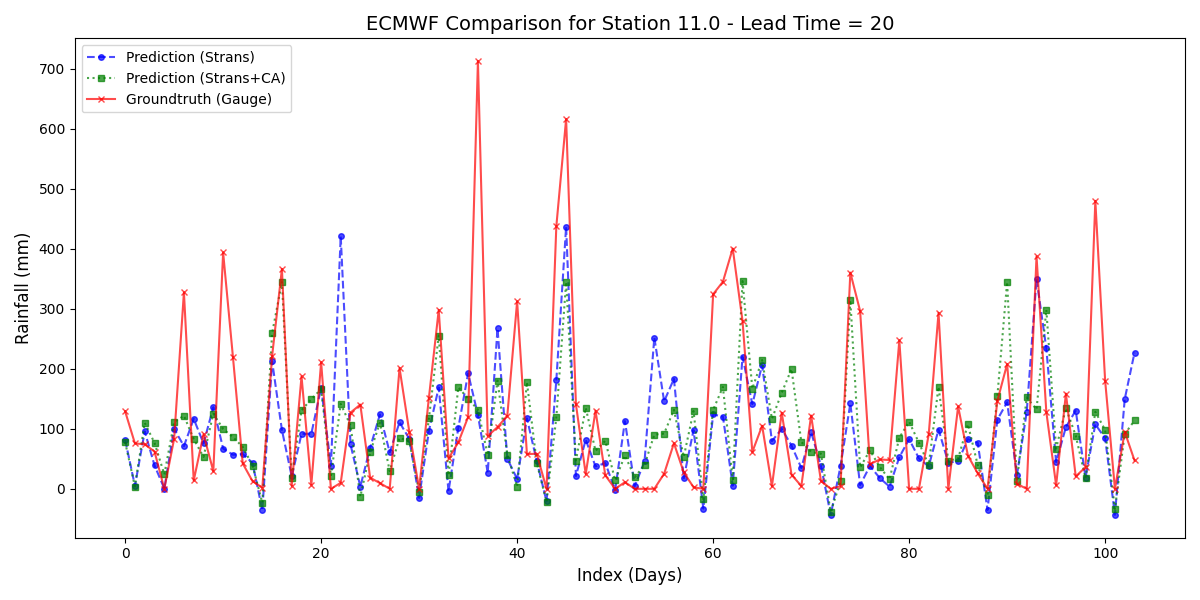 ECMWF Comparison for Station 11.0 - Lead Time = 20
Prediction (Strans)
Prediction (Strans+CA)
Groundtruth (Gauge)
Rainfall (mm)
700
600
500
400
300
200
100
0
0 20 40 60 80 100
Index (Days)